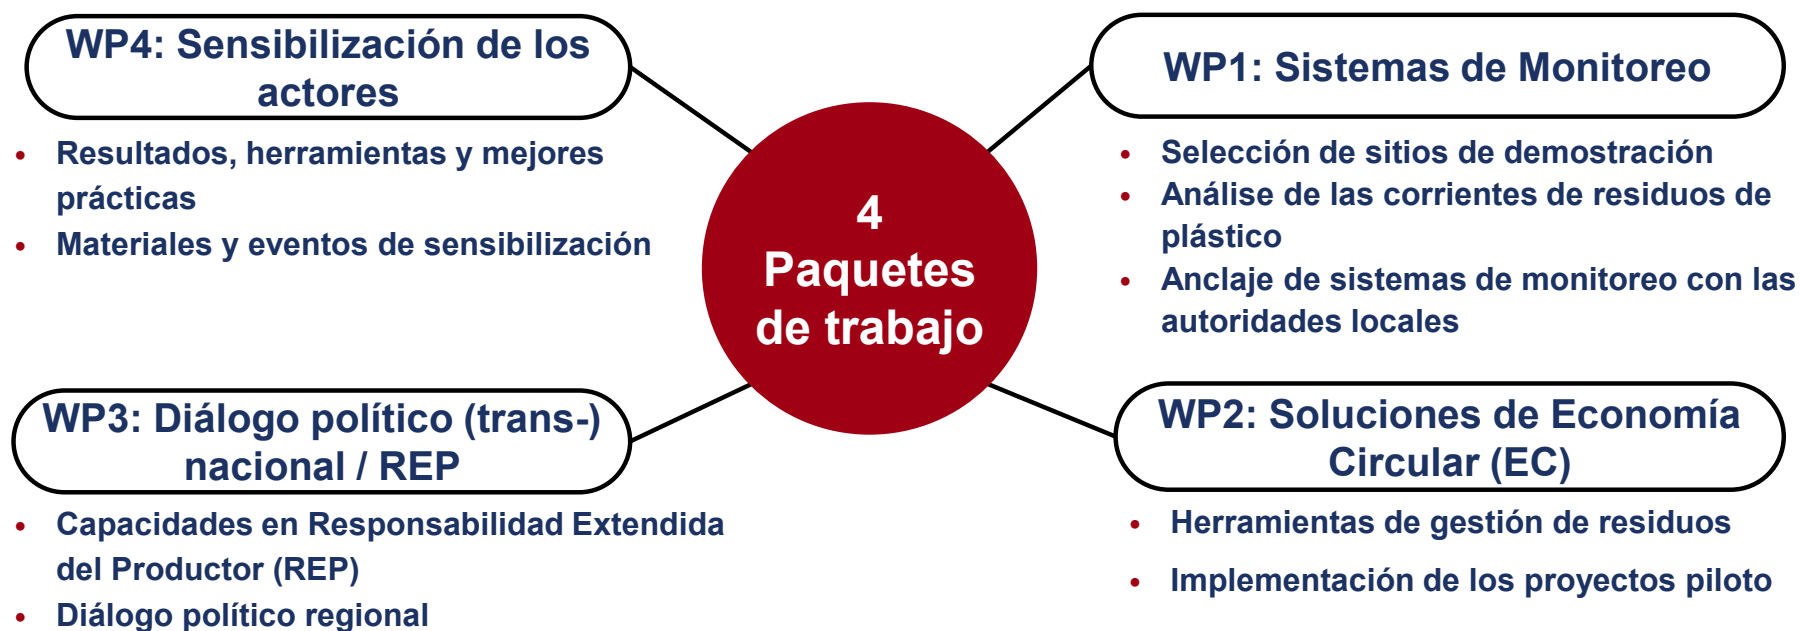 WP4: Sensibilización de los
actores
• Resultados, herramientas y mejores
prácticas
• Materiales y eventos de sensibilización
WP1: Sistemas de Monitoreo
• Selección de sitios de demostración
• Análise de las corrientes de residuos de
plástico
• Anclaje de sistemas de monitoreo con las
autoridades locales
4
Paquetes
de trabajo
WP3: Diálogo político (trans-)
nacional / REP
• Capacidades en Responsabilidad Extendida
del Productor (REP)
• Diálogo político regional
WP2: Soluciones de Economía
Circular (EC)
• Herramientas de gestión de residuos
• Implementación de los proyectos piloto